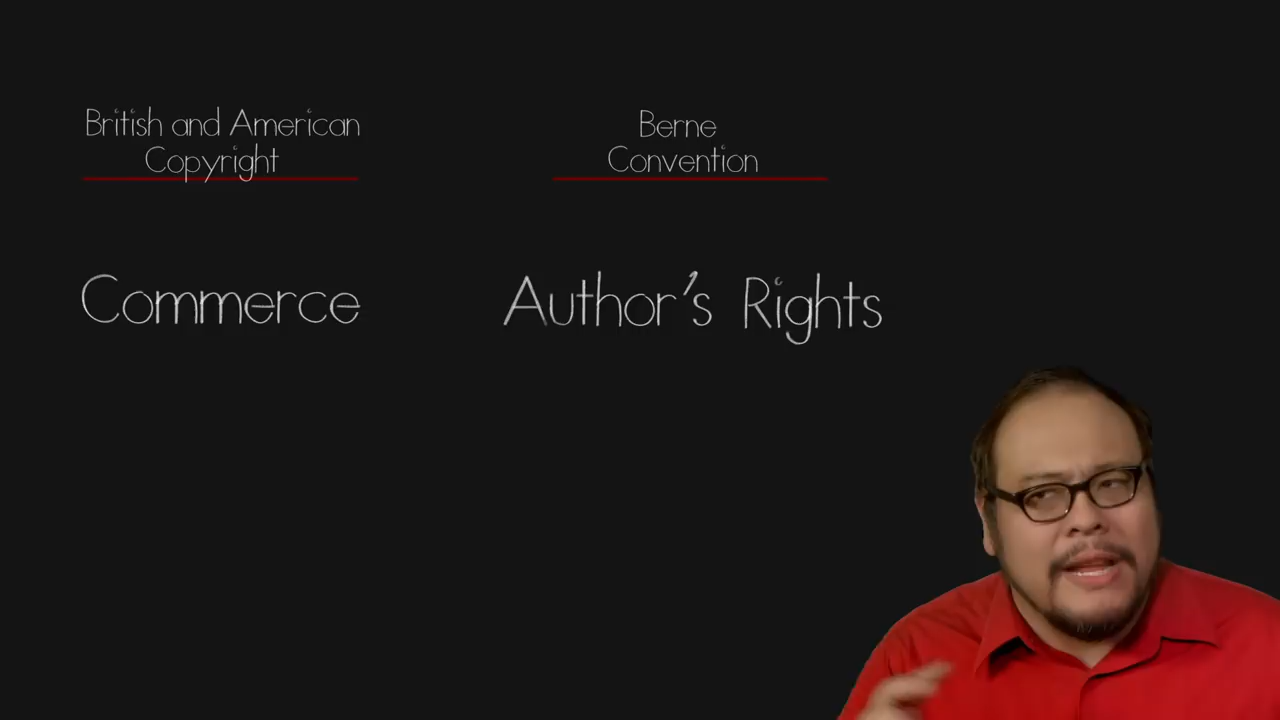 British and American
Copyright
Berne
Convention
Commerce
Author's Rights